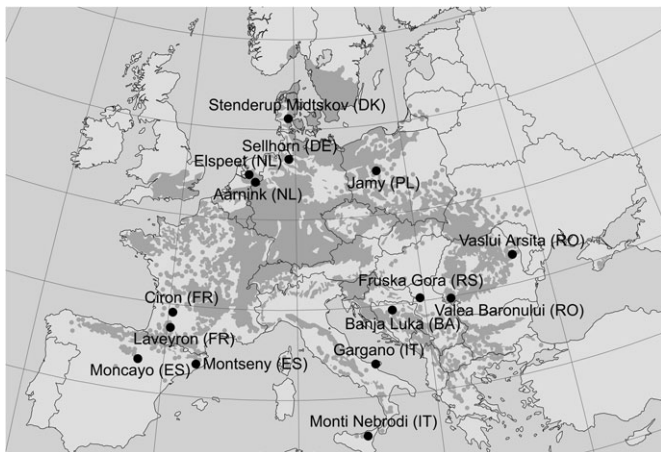 Stenderup Midtskov (DK)
Sellhorn (DE)
Elspeet (NL)
Aarnink (NL)
Jamy (PL)
Vaslui Arsita (RO)
Fruska Gora (RS)
Ciron (FR)
Valea Baronului (RO)
Banja Luka (BA)
Laveyron (FR)
Gargano (IT)
Moncayo (ES)
Montseny (ES)
Monti Nebrodi (IT)